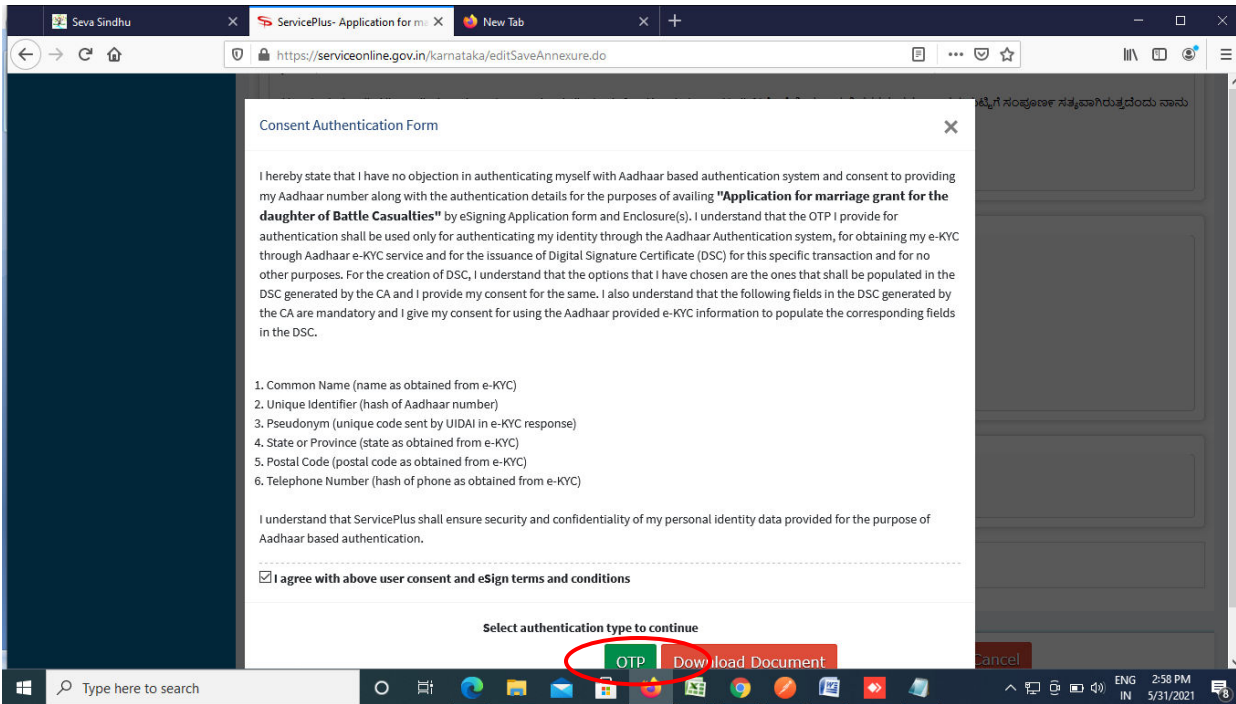 Seva Sindhu
ServicePlus- Application for ma
New Tab
https://serviceonline.gov.in/karnataka/editSaveAnnexure.do
ಸಂಪೂರ್ಣ ಸತ್ಯವಾಗಿರುತ್ತದೆಂದು ನಾನು
Consent Authentication Form
I hereby state that I have no objection in authenticating myself with Aadhaar based authentication system and consent to providing
my Aadhaar number along with the authentication details for the purposes of availing "Application for marriage grant for the
daughter of Battle Casualties" by eSigning Application form and Enclosure(s). I understand that the OTP I provide for
authentication shall be used only for authenticating my identity through the Aadhaar Authentication system, for obtaining my e-KYC
through Aadhaar e-KYC service and for the issuance of Digital Signature Certificate (DSC) for this specific transaction and for no
other purposes. For the creation of DSC, I understand that the options that I have chosen are the ones that shall be populated in the
DSC generated by the CA and I provide my consent for the same. I also understand that the following fields in the DSC generated by
the CA are mandatory and I give my consent for using the Aadhaar provided e-KYC information to populate the corresponding fields
in the DSC.
1. Common Name (name as obtained from e-KYC)
2. Unique Identifier (hash of Aadhaar number)
3. Pseudonym (unique code sent by UIDAI in e-KYC response)
4. State or Province (state as obtained from e-KYC)
5. Postal Code (postal code as obtained from e-KYC)
6. Telephone Number (hash of phone as obtained from e-KYC)
I understand that ServicePlus shall ensure security and confidentiality of my personal identity data provided for the purpose of
Aadhaar based authentication.
I agree with above user consent and eSign terms and conditions
Select authentication type to continue
OTP Download Document
Cancel
Type here to search
ENG 2:58 PM
IN 5/31/2021
8